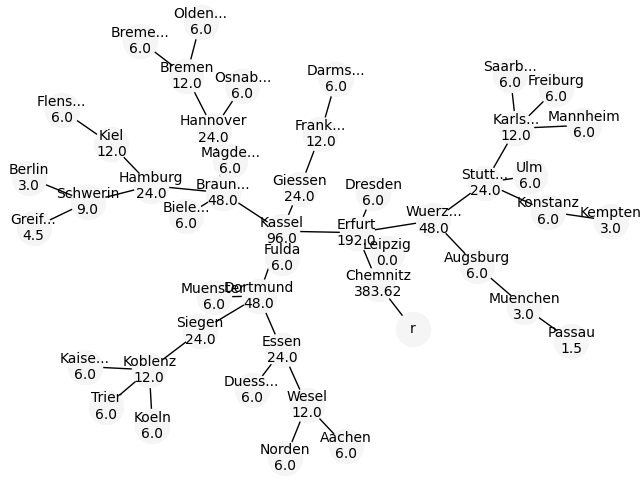 Olden...
6.0
Breme...
6.0
Bremen
12.0
Osnab...
6.0
Hannover
24.0
Darms...
6.0
Frank...
12.0
Giessen
24.0
Saarb...
6.0
Freiburg
6.0
Mannheim
6.0
Karls...
12.0
Flens...
6.0
Kiel
12.0
Berlin
3.0
Schwerin
9.0
Greif...
4.5
Hamburg
24.0
Magde...
6.0
Braun...
48.0
Biele...
6.0
Kassel
96.0
Dresden
6.0
Erfurt
192.0
Leipzig
0.0
Chemnitz
383.62
r
Wuerz...
48.0
Stutt...
24.0
Ulm
6.0
Konstanz
6.0
Kempten
3.0
Augsburg
6.0
Muenchen
3.0
Passau
1.5
Fulda
6.0
Muenster
6.0
Dortmund
48.0
Siegen
24.0
Essen
24.0
Kaise...
6.0
Koblenz
12.0
Trier
6.0
Koeln
6.0
Duess...
6.0
Wesel
12.0
Norden
6.0
Aachen
6.0